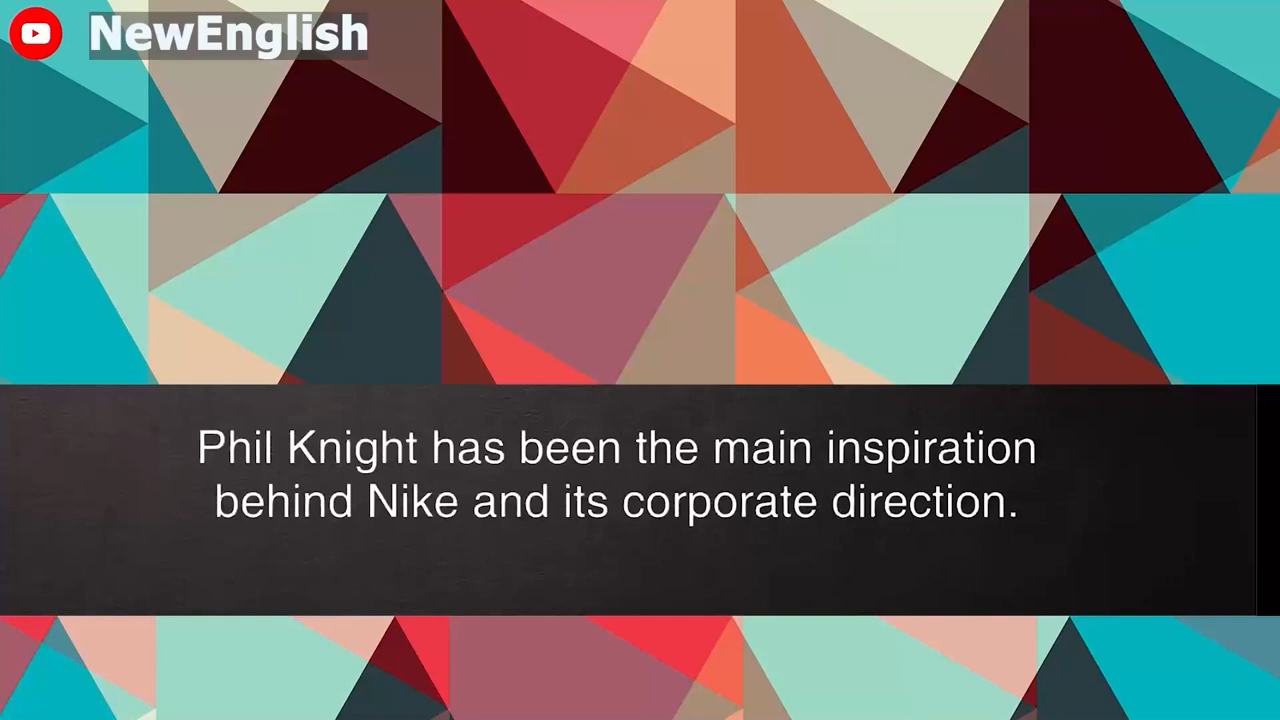 NewEnglish
Phil Knight has been the main inspiration
behind Nike and its corporate direction.